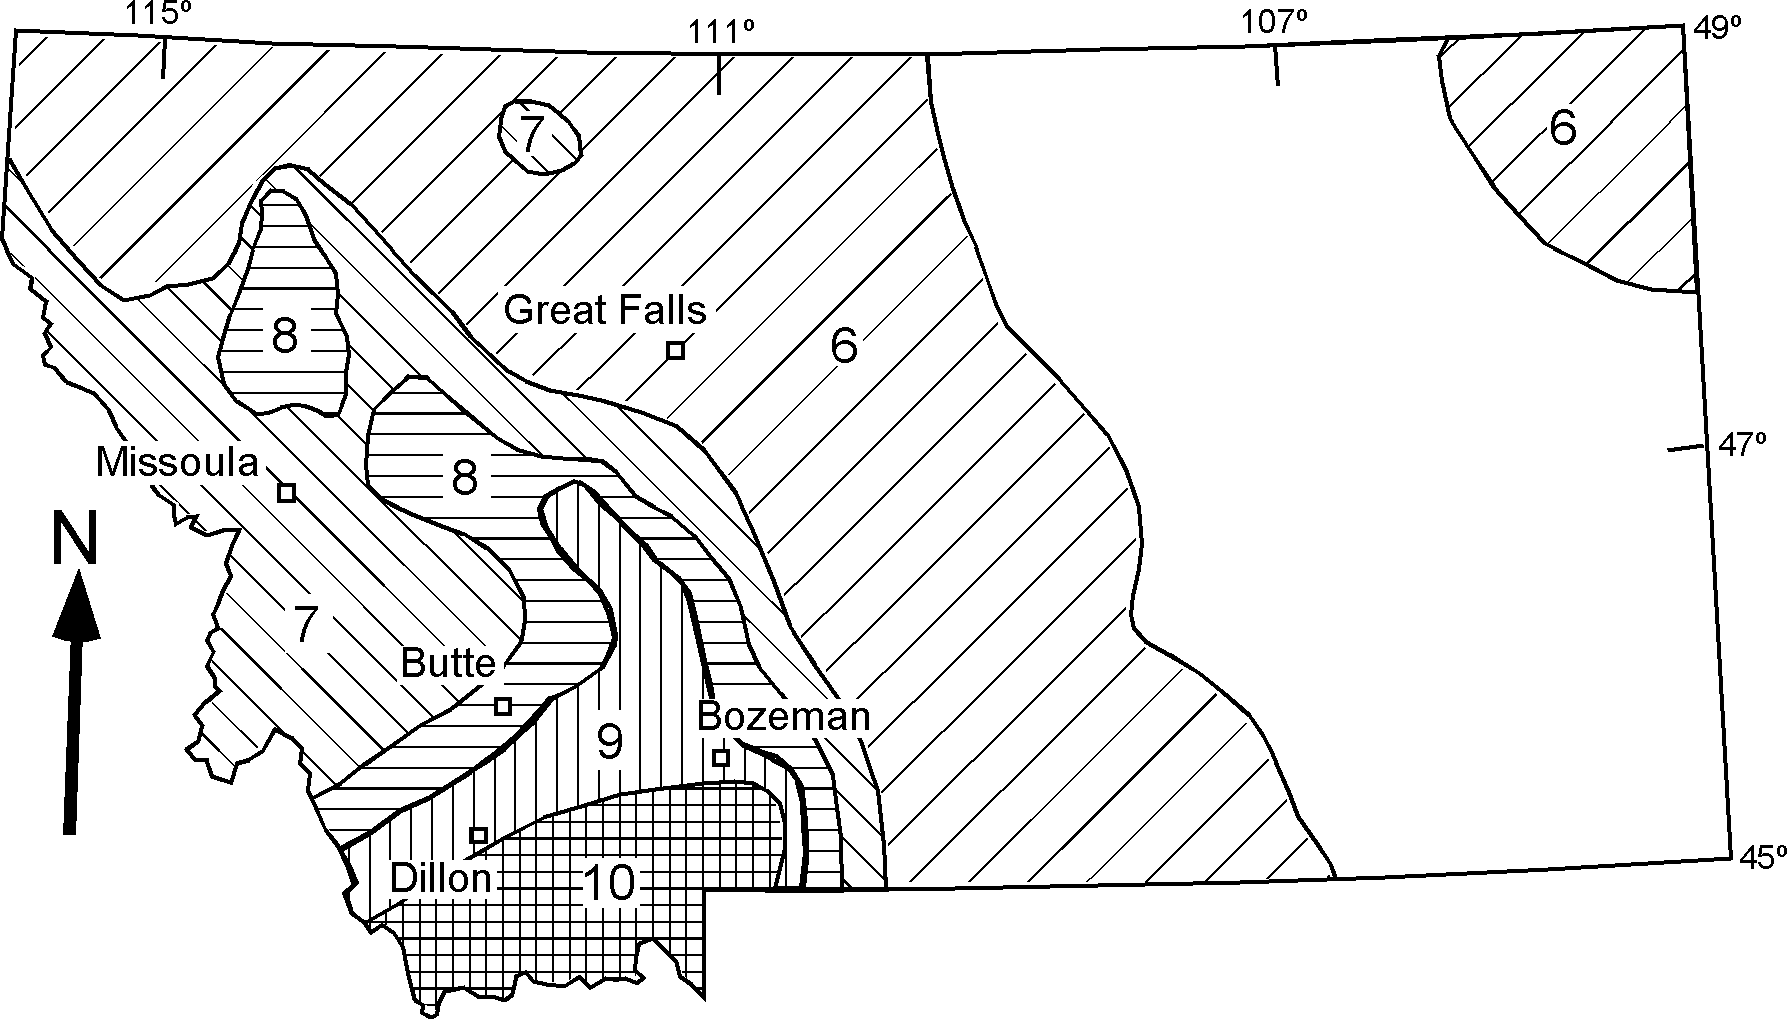 115º
111º
107º
49º
7
6
Great Falls
8
6
47º
Missoula
8
N
7
Butte
Bozeman
9
45º
Dillon
10